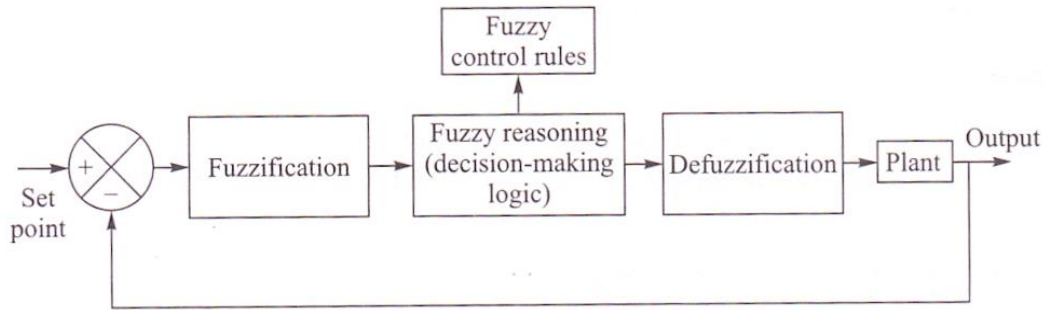 Fuzzy
control rules
+
−
Set
point
Fuzzification
Fuzzy reasoning
(decision-making
logic)
Defuzzification
Plant
Output